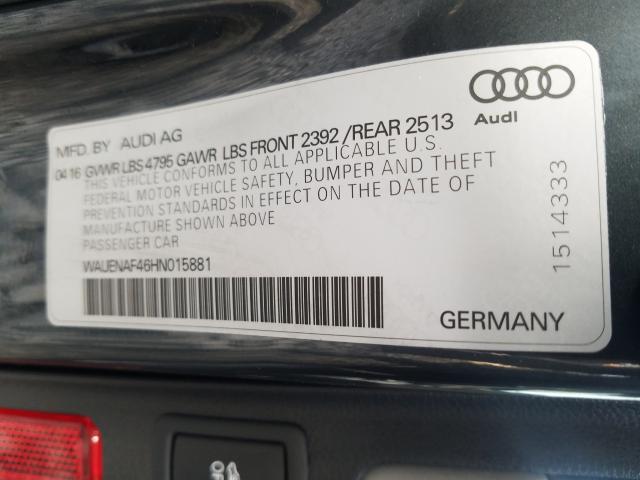 MFD. BY AUDI AG
04 16 GVWR LBS 4795 GAWR LBS FRONT 2392 /REAR 2513
THIS VEHICLE CONFORMS TO ALL APPLICABLE U.S.
FEDERAL MOTOR VEHICLE SAFETY, BUMPER AND THEFT
PREVENTION STANDARDS IN EFFECT ON THE DATE OF
MANUFACTURE SHOWN ABOVE
PASSENGER CAR
WAUENAF46HN015881
Audi
1514333
GERMANY